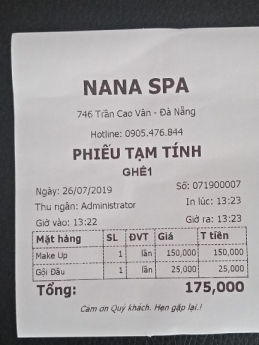 NANA SPA
746 Trần Cao Vân - Đà Nẵng
Hotline: 0905.476.844
PHIẾU TẠM TÍNH
GHẾ1
Ngày: 26/07/2019 Số: 071900007
Thu ngân: Administrator In lúc: 13:23
Giờ vào: 13:22 Giờ ra: 13:23
Mặt hàng SL ĐVT Giá T tiền
Make Up 1 lần 150,000 150,000
Gội Đầu 1 lần 25,000 25,000
Tổng: 175,000
Cảm ơn Quý khách. Hẹn gặp lại.!